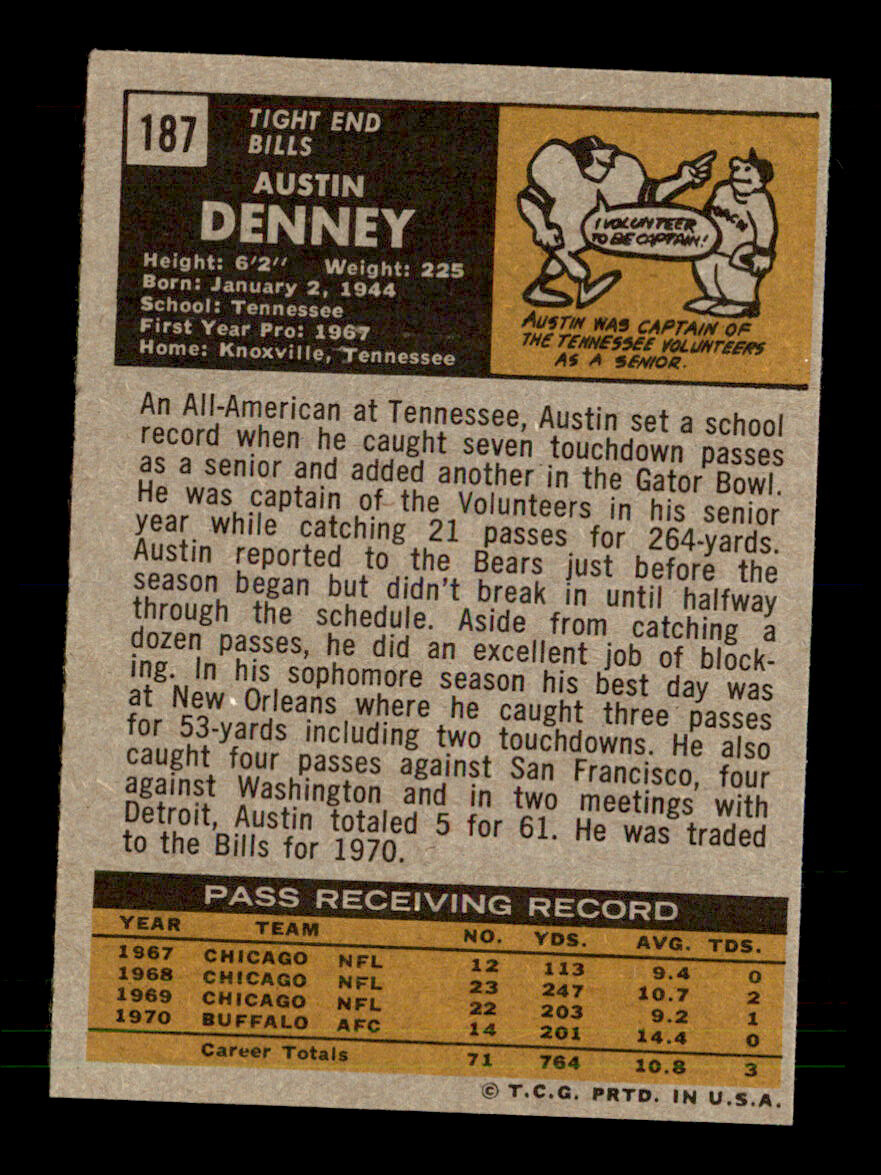 187
TIGHT END
BILLS
AUSTIN
DENNEY
Height: 6'2" Weight: 225
Born: January 2, 1944
School: Tennessee
First Year Pro: 1967
Home: Knoxville, Tennessee
I VOLUNTEER
TO BE CAPTAIN!
COACH
AUSTIN WAS CAPTAIN OF
THE TENNESSEE VOLUNTEERS
AS A SENIOR.
An All-American at Tennessee, Austin set a school
record when he caught seven touchdown passes
as a senior and added another in the Gator Bowl.
He was captain of the Volunteers in his senior
year while catching 21 passes for 264-yards.
Austin reported to the Bears just before the
season began but didn't break in until halfway
through the schedule. Aside from catching a
dozen passes, he did an excellent job of block-
ing. In his sophomore season his best day was
at New Orleans where he caught three passes
for 53-yards including two touchdowns. He also
caught four passes against San Francisco, four
against Washington and in two meetings with
Detroit, Austin totaled 5 for 61. He was traded
to the Bills for 1970.
PASS RECEIVING RECORD
YEAR TEAM NO. YDS. AVG. TDS.
1967 CHICAGO NFL 12 113 9.4 0
1968 CHICAGO NFL 23 247 10.7 2
1969 CHICAGO NFL 22 203 9.2 1
1970 BUFFALO AFC 14 201 14.4 0
Career Totals 71 764 10.8 3
© T.C.G. PRTD. IN U.S.A.